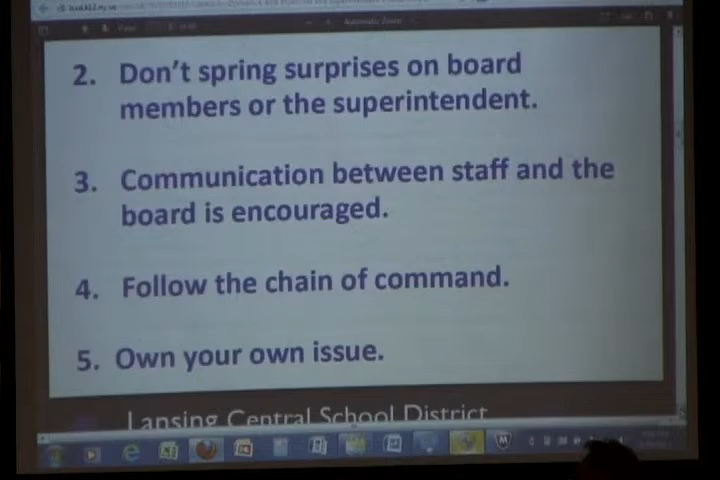 2. Don't spring surprises on board
members or the superintendent.
3. Communication between staff and the
board is encouraged.
4. Follow the chain of command.
5. Own your own issue.
Lansing Central School District